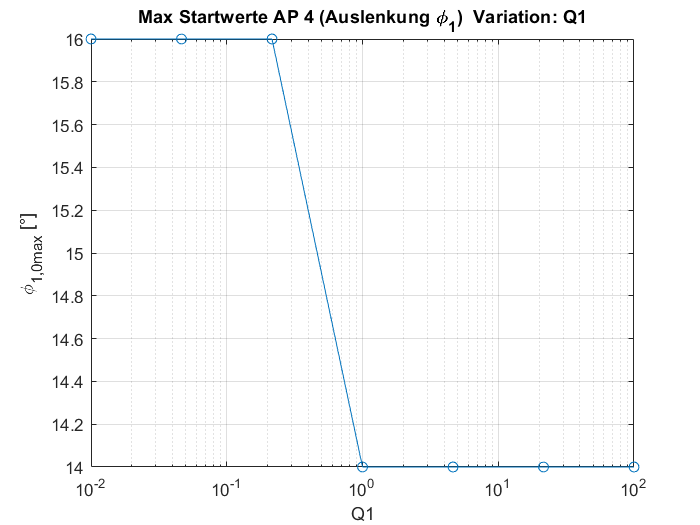 Max Startwerte AP 4 (Auslenkung ϕ₁)  Variation: Q1
16
15.8
15.6
15.4
15.2
15
14.8
14.6
14.4
14.2
14
ϕ1,0max [°]
10⁻² 10⁻¹ 10⁰ 10¹ 10²
Q1